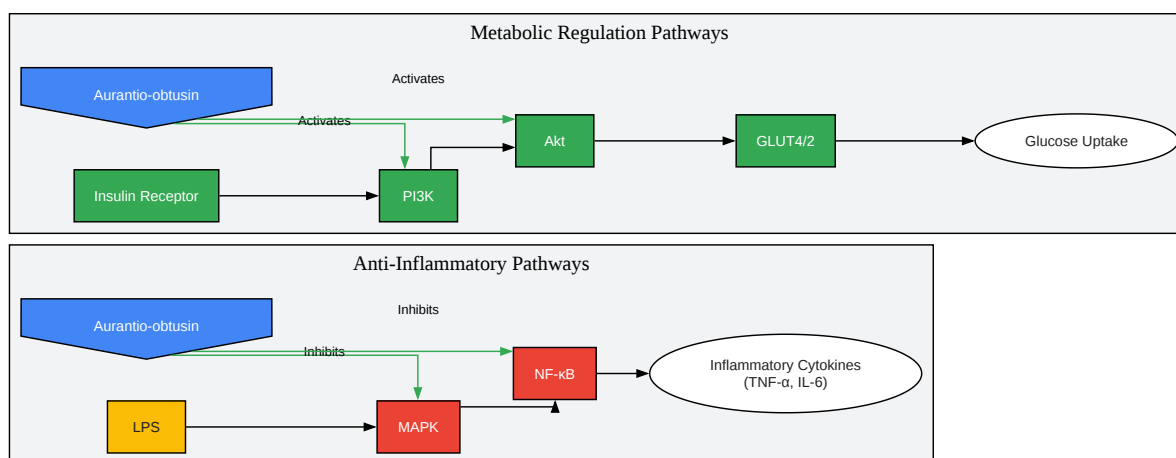 Metabolic Regulation Pathways
Activates
Aurantio-obtusin
Activates
Akt
GLUT4/2
Glucose Uptake
Insulin Receptor
PI3K
Anti-Inflammatory Pathways
Inhibits
Aurantio-obtusin
Inhibits
NF-κB
Inflammatory Cytokines
(TNF-α, IL-6)
LPS
MAPK